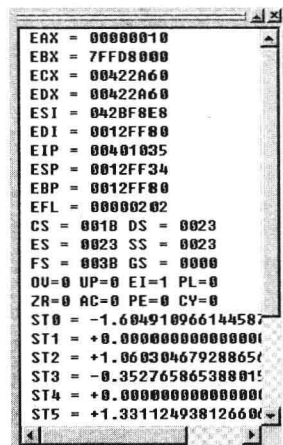 EAX = 00000010
EBX = 7FFD8000
ECX = 00422A60
EDX = 00422A60
ESI = 042BF8E8
EDI = 0012FF80
EIP = 00401035
ESP = 0012FF34
EBP = 0012FF80
EFL = 00000202
CS = 001B DS = 0023
ES = 0023 SS = 0023
FS = 003B GS = 0000
OV=0 UP=0 EI=1 PL=0
ZR=0 AC=0 PE=0 CY=0
ST0 = -1.60491096614458
ST1 = +0.00000000000000
ST2 = +1.06030467928865
ST3 = -0.35276586538801
ST4 = +0.00000000000000
ST5 = +1.33112493812660